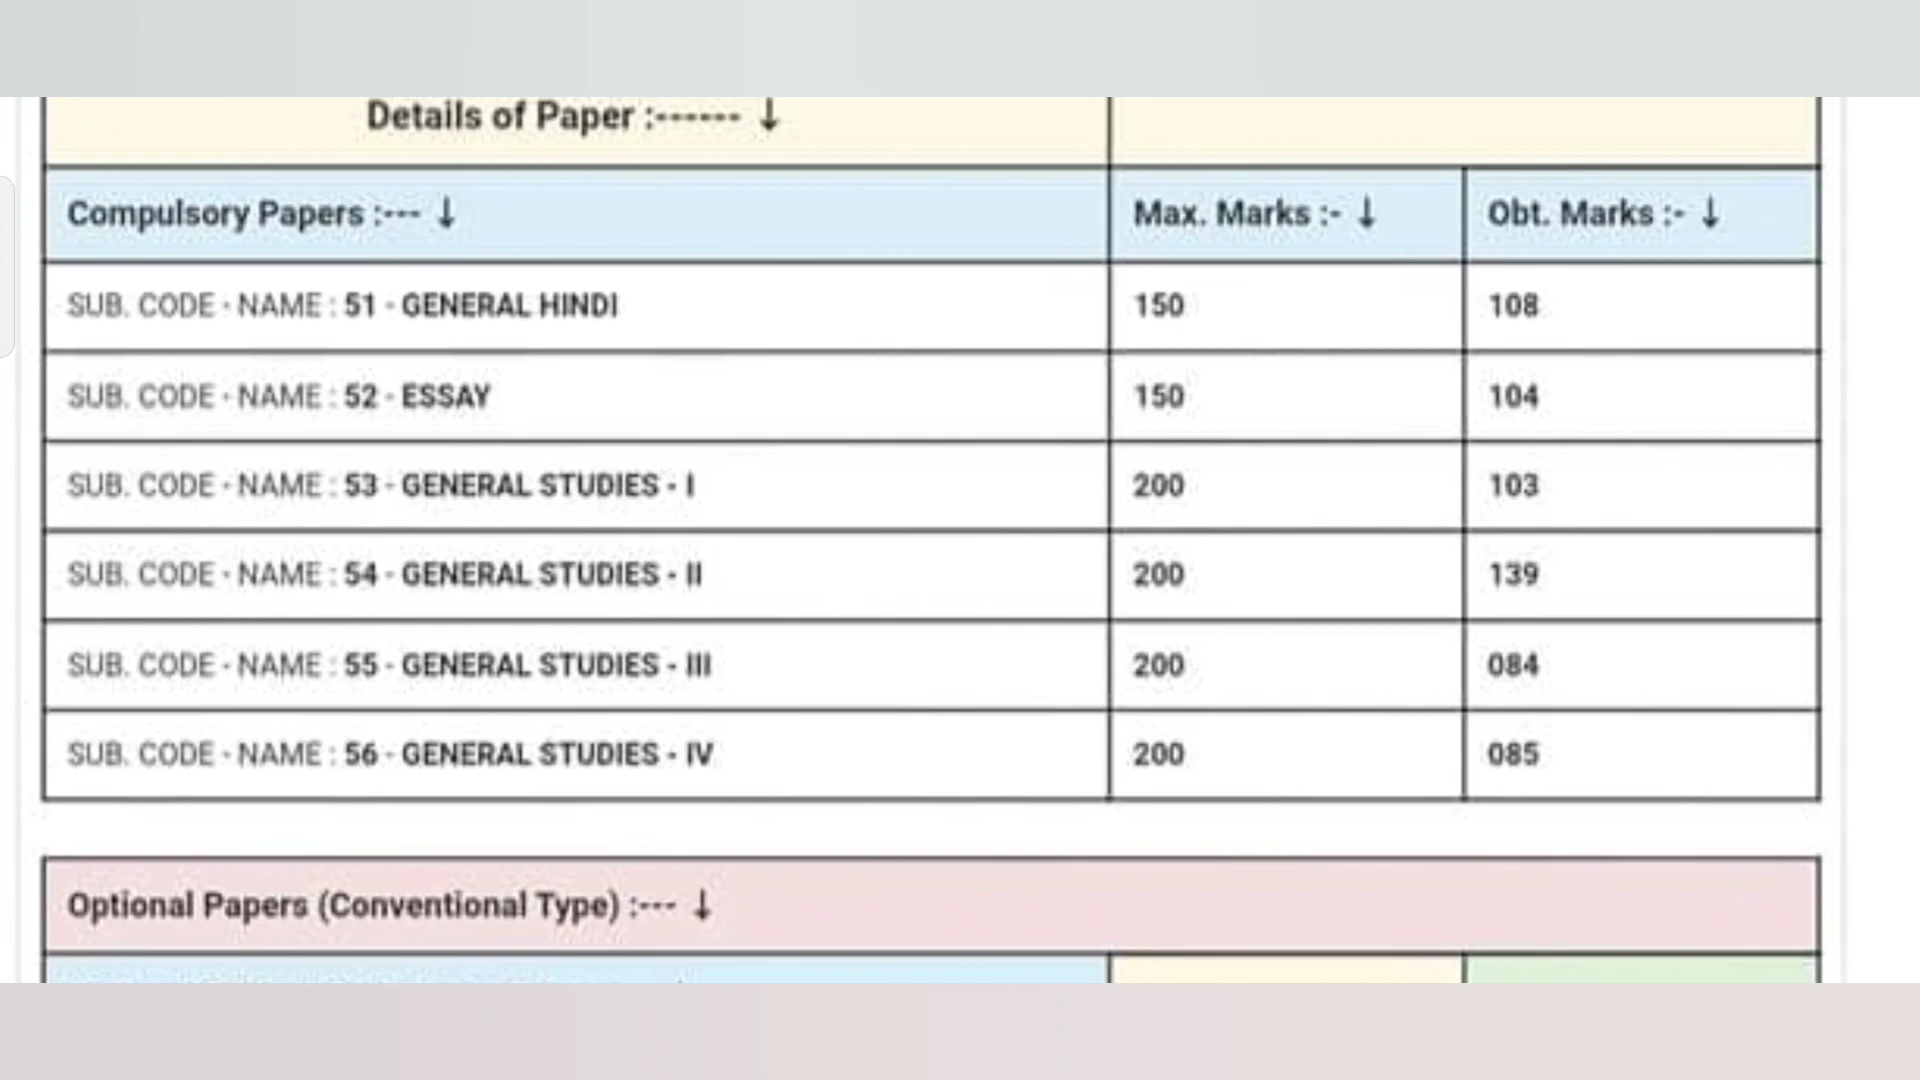 Details of Paper :------ ↓
Compulsory Papers :--- ↓ Max. Marks :- ↓ Obt. Marks :- ↓
SUB. CODE - NAME : 51 - GENERAL HINDI 150 108
SUB. CODE - NAME : 52 - ESSAY 150 104
SUB. CODE - NAME : 53 - GENERAL STUDIES - I 200 103
SUB. CODE - NAME : 54 - GENERAL STUDIES - II 200 139
SUB. CODE - NAME : 55 - GENERAL STUDIES - III 200 084
SUB. CODE - NAME : 56 - GENERAL STUDIES - IV 200 085
Optional Papers (Conventional Type) :--- ↓